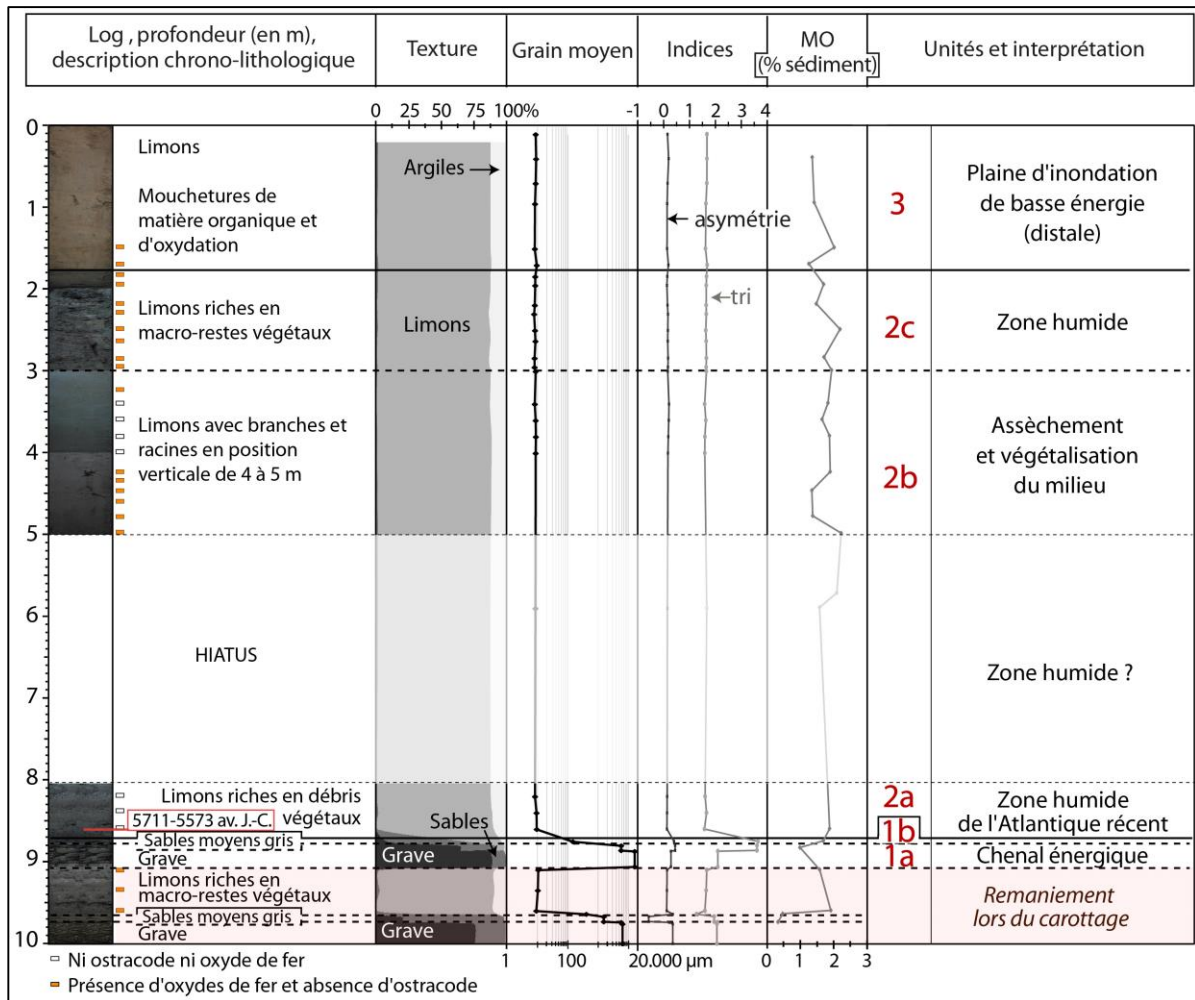 Log , profondeur (en m),
description chrono-lithologique
Texture
Grain moyen
Indices
MO
(% sédiment)
Unités et interprétation
0 25 50 75 100%
-1 0 1 2 3 4
0
1
2
3
4
5
6
7
8
9
10
Limons
Mouchetures de
matière organique et
d'oxydation
Argiles
asymétrie
3
Plaine d'inondation
de basse énergie
(distale)
Limons riches en
macro-restes végétaux
Limons
tri
2c
Zone humide
Limons avec branches et
racines en position
verticale de 4 à 5 m
2b
Assèchement
et végétalisation
du milieu
HIATUS
Zone humide ?
Limons riches en débris
végétaux
5711-5573 av. J.-C.
Sables
2a
Zone humide
de l'Atlantique récent
1b
Sables moyens gris
Grave
Grave
1a
Chenal énergique
Limons riches en
macro-restes végétaux
Remaniement
lors du carottage
Sables moyens gris
Grave
Grave
1 100 20.000 µm
0 1 2 3
Ni ostracode ni oxyde de fer
Présence d'oxydes de fer et absence d'ostracode